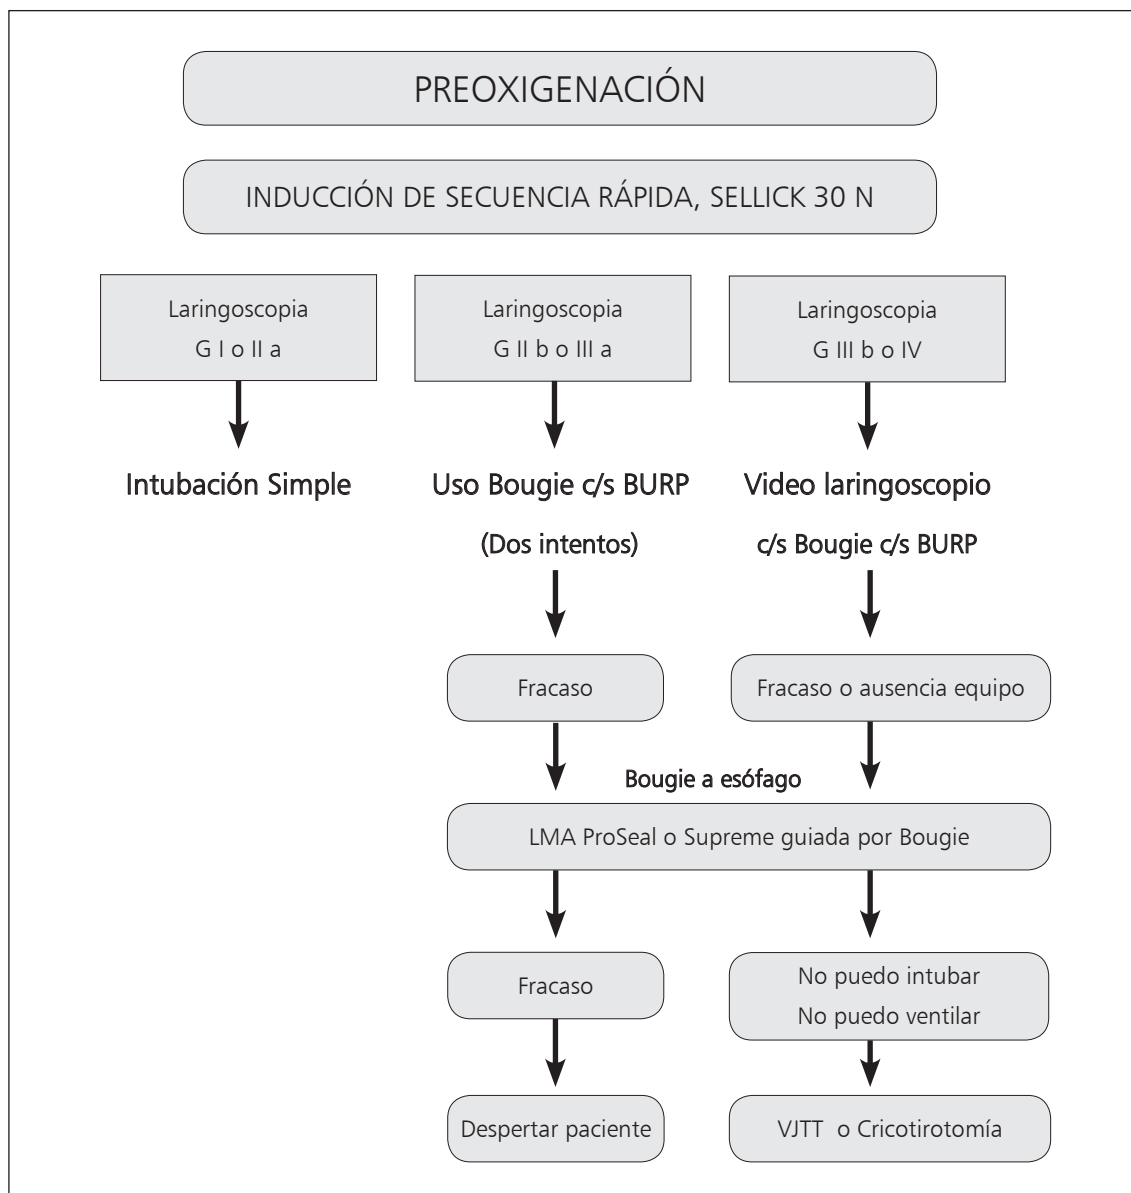 PREOXIGENACIÓN
INDUCCIÓN DE SECUENCIA RÁPIDA, SELLICK 30 N
Laringoscopia
G I o II a
Laringoscopia
G II b o III a
Laringoscopia
G III b o IV
Intubación Simple
Uso Bougie c/s BURP
(Dos intentos)
Video laringoscopio
c/s Bougie c/s BURP
Fracaso
Fracaso o ausencia equipo
Bougie a esófago
LMA ProSeal o Supreme guiada por Bougie
Fracaso
No puedo intubar
No puedo ventilar
Despertar paciente
VJTT o Cricotirotomía